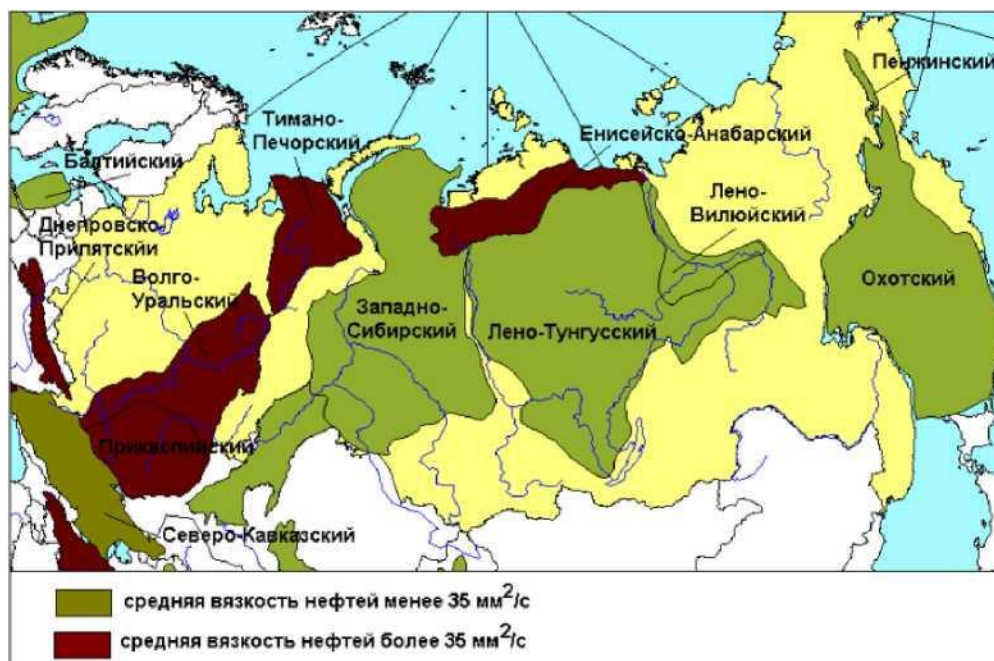 Пенжинский
Тимано-
Печорский
Енисейско-Анабарский
Балтийский
Лено-
Вилюйский
Днепровско-
Припятскйи
Волго-
Уральский
Охотский
Западно-
Сибирский
Лено-Тунгусский
Прикаспийский
Северо-Кавказский
средняя вязкость нефтей менее 35 мм²/с
средняя вязкость нефтей более 35 мм²/с